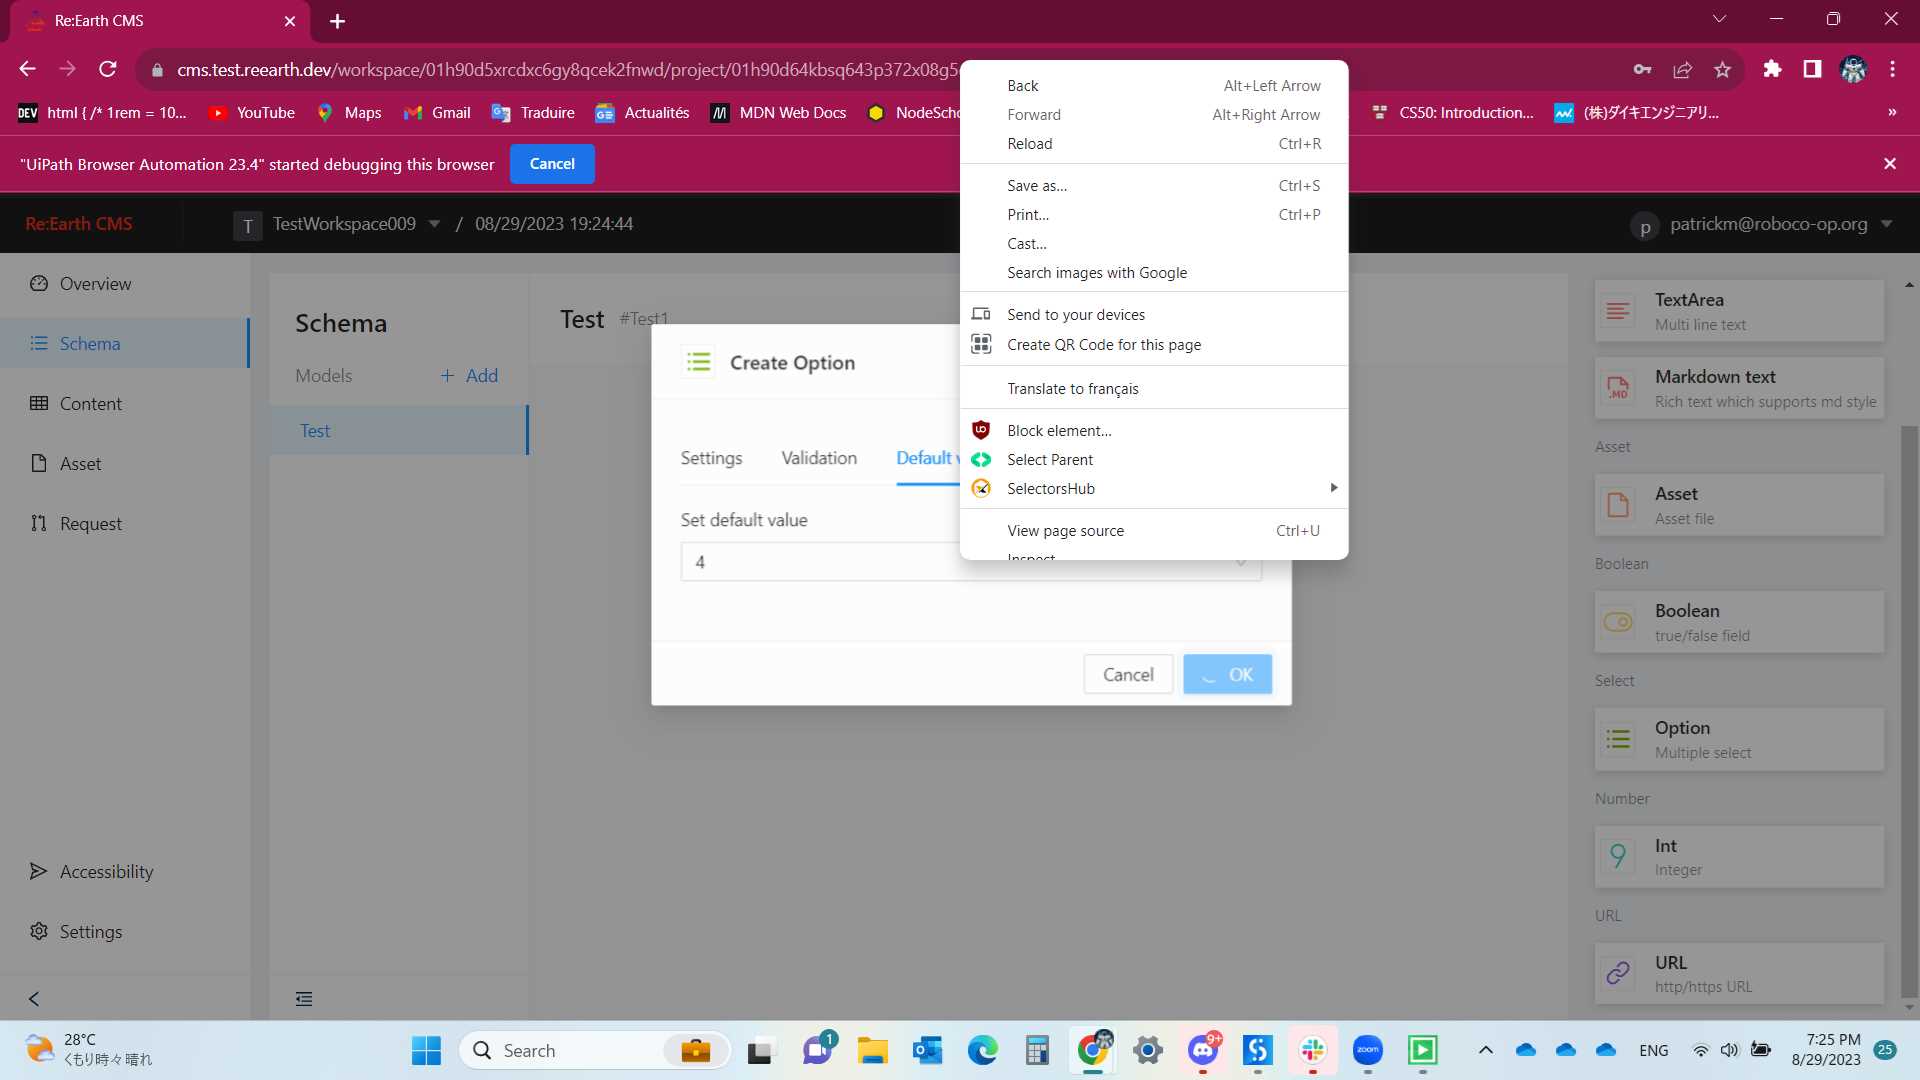 Re:Earth CMS
cms.test.reearth.dev/workspace/01h90d5xrcdxc6gy8qcek2fnwd/project/01h90d64kbsq643p372x08g5
DEV html { /* 1rem = 10...
YouTube
Maps
Gmail
Traduire
Actualités
MDN Web Docs
NodeScho
CS50: Introduction...
(株)ダイキエンジニアリ...
»
"UiPath Browser Automation 23.4" started debugging this browser
Cancel
Re:Earth CMS
T TestWorkspace009 / 08/29/2023 19:24:44
p patrickm@roboco-op.org
Overview
Schema
Content
Asset
Request
Accessibility
Settings
Schema
Models
+ Add
Test
Test #Test1
Create Option
Settings
Validation
Default v
Set default value
4
Cancel
OK
Back Alt+Left Arrow
Forward Alt+Right Arrow
Reload Ctrl+R
Save as... Ctrl+S
Print... Ctrl+P
Cast...
Search images with Google
Send to your devices
Create QR Code for this page
Translate to français
Block element...
Select Parent
SelectorsHub
View page source Ctrl+U
Inspect
TextArea
Multi line text
.MD
Markdown text
Rich text which supports md style
Asset
Asset
Asset file
Boolean
Boolean
true/false field
Select
Option
Multiple select
Number
Int
Integer
URL
URL
http/https URL
28°C
くもり時々晴れ
Search
1
9+
zoom
ENG
7:25 PM
8/29/2023
25